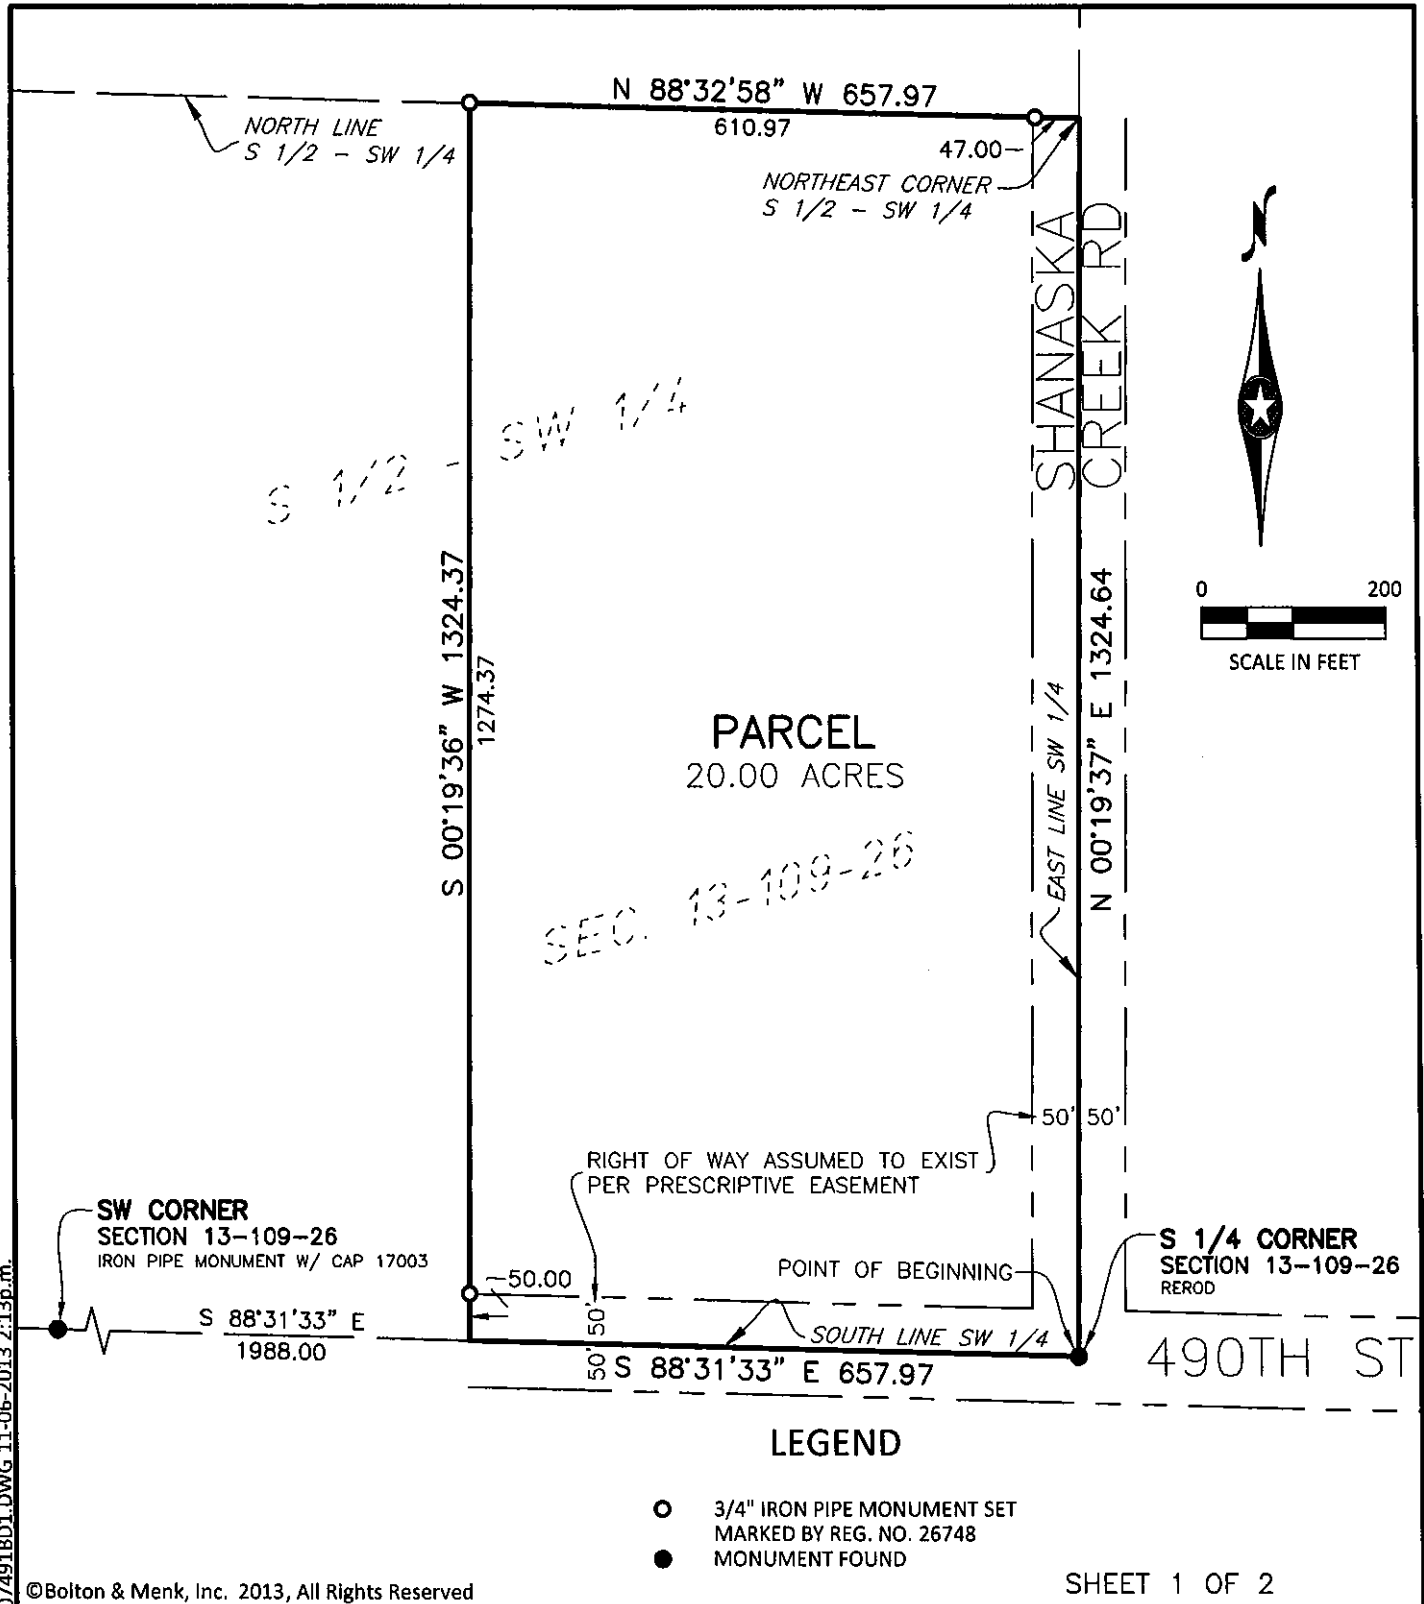 N 88°32'58" W 657.97
610.97
47.00
NORTH LINE
S 1/2 - SW 1/4
NORTHEAST CORNER
S 1/2 - SW 1/4
N
SHANASKA
CREEK RD
S 1/2 - SW 1/4
0 200
SCALE IN FEET
S 00°19'36" W 1324.37
1274.37
N 00°19'37" E 1324.64
EAST LINE SW 1/4
PARCEL
20.00 ACRES
SEC. 13-109-26
50' 50'
RIGHT OF WAY ASSUMED TO EXIST
PER PRESCRIPTIVE EASEMENT
SW CORNER
SECTION 13-109-26
IRON PIPE MONUMENT W/ CAP 17003
S 1/4 CORNER
SECTION 13-109-26
REROD
50.00
POINT OF BEGINNING
50'
50'
SOUTH LINE SW 1/4
S 88°31'33" E
1988.00
S 88°31'33" E 657.97
490TH ST
LEGEND
3/4" IRON PIPE MONUMENT SET
MARKED BY REG. NO. 26748
MONUMENT FOUND
SHEET 1 OF 2
©Bolton & Menk, Inc. 2013, All Rights Reserved
11-06-2013 2:13p.m.